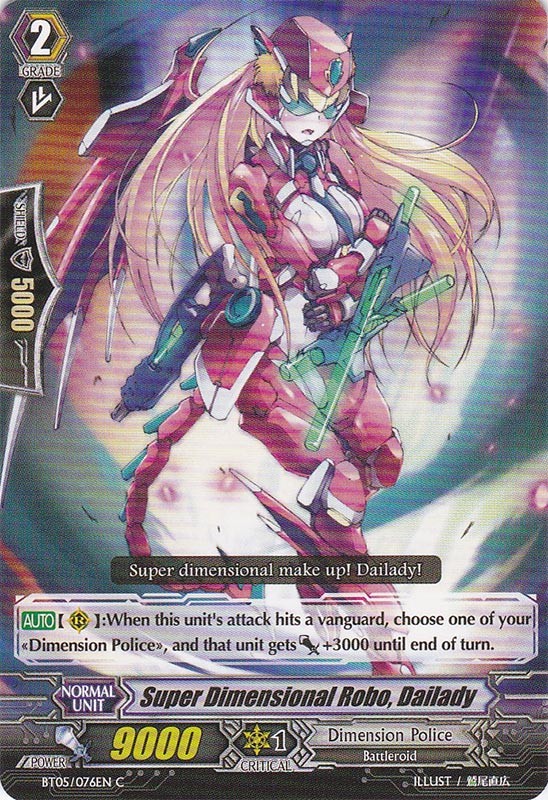 2
GRADE
SHIELD
5000
Super dimensional make up! Dailady!
AUTO [ R ]:When this unit's attack hits a vanguard, choose one of your
«Dimension Police», and that unit gets +3000 until end of turn.
NORMAL
UNIT
Super Dimensional Robo, Dailady
POWER
9000
1
CRITICAL
Dimension Police
Battleroid
BT05/076EN C
ILLUST / 鷲尾直広